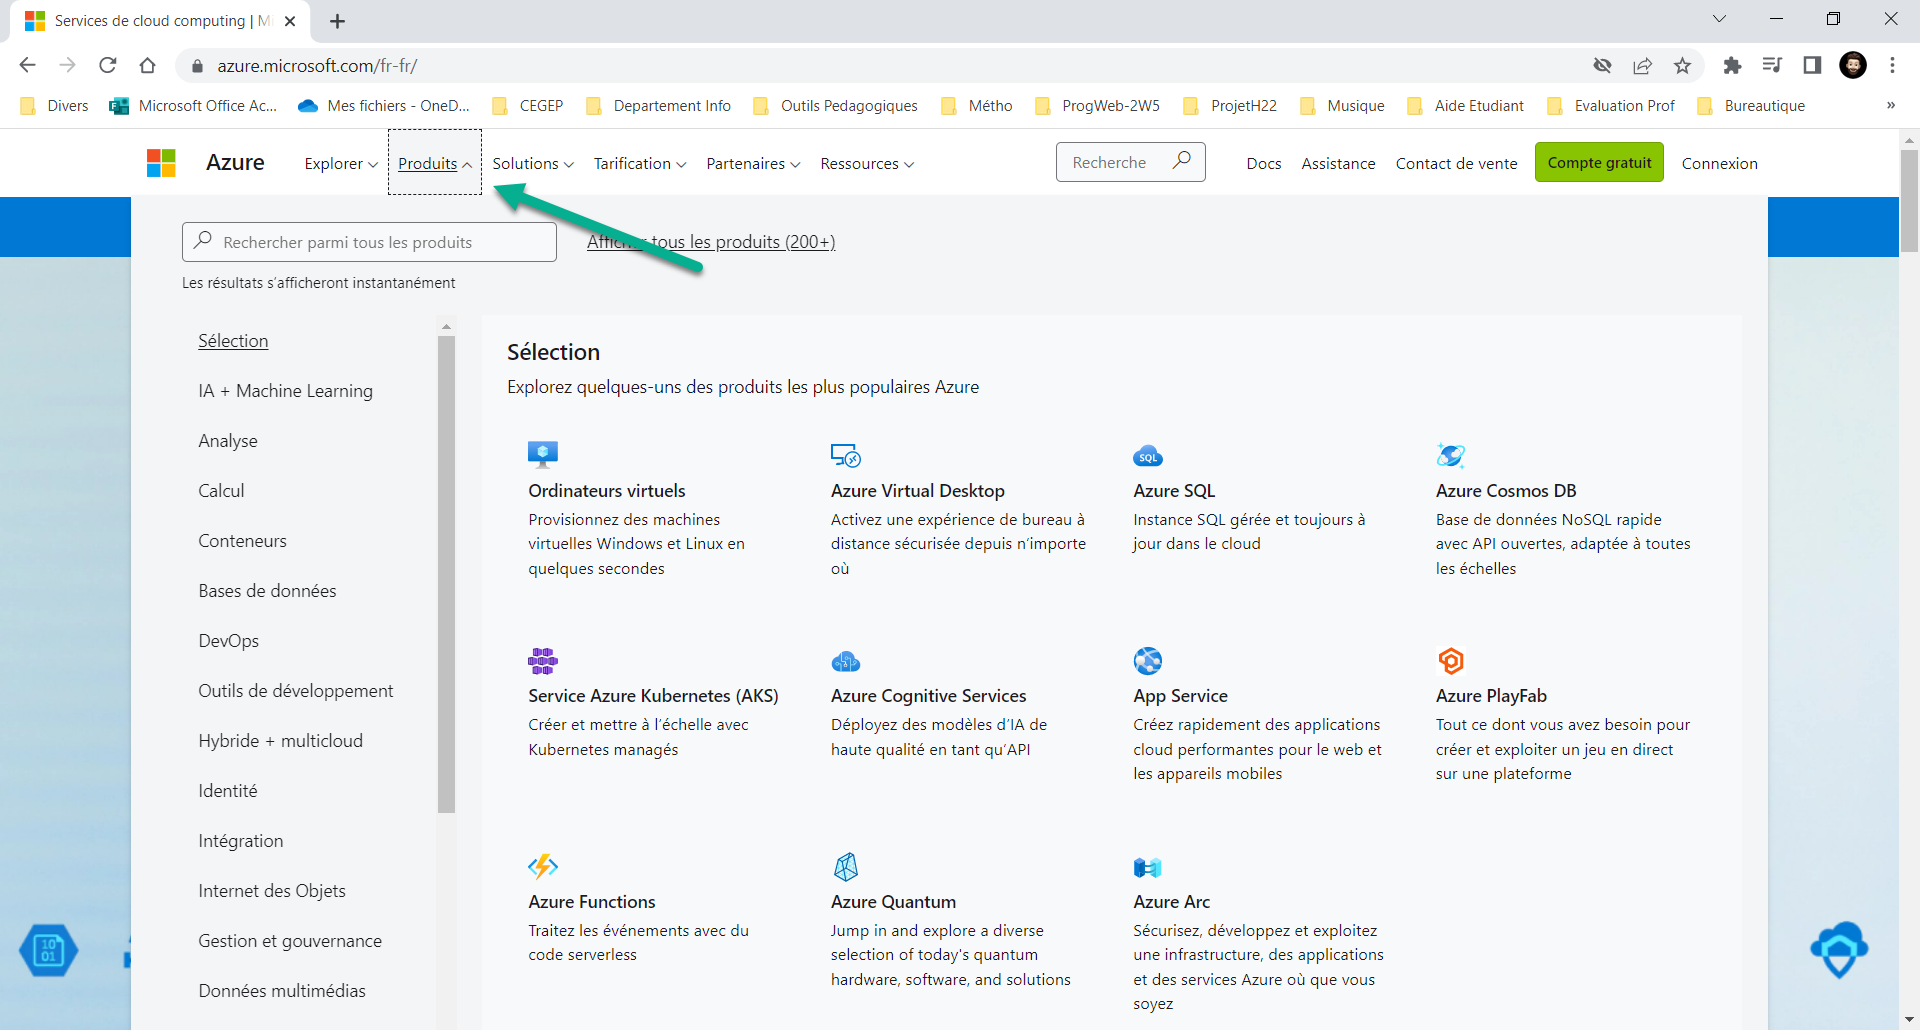 Services de cloud computing | Mi
azure.microsoft.com/fr-fr/
Divers
Microsoft Office Ac...
Mes fichiers - OneD...
CEGEP
Departement Info
Outils Pedagogiques
Métho
ProgWeb-2W5
ProjetH22
Musique
Aide Etudiant
Evaluation Prof
Bureautique
»
Azure
Explorer
Produits
Solutions
Tarification
Partenaires
Ressources
Recherche
Docs
Assistance
Contact de vente
Compte gratuit
Connexion
Rechercher parmi tous les produits
Afficher tous les produits (200+)
Les résultats s’afficheront instantanément
Sélection
IA + Machine Learning
Analyse
Calcul
Conteneurs
Bases de données
DevOps
Outils de développement
Hybride + multicloud
Identité
Intégration
Internet des Objets
Gestion et gouvernance
Données multimédias
Sélection
Explorez quelques-uns des produits les plus populaires Azure
Ordinateurs virtuels
Provisionnez des machines
virtuelles Windows et Linux en
quelques secondes
Azure Virtual Desktop
Activez une expérience de bureau à
distance sécurisée depuis n’importe
où
SQL
Azure SQL
Instance SQL gérée et toujours à
jour dans le cloud
Azure Cosmos DB
Base de données NoSQL rapide
avec API ouvertes, adaptée à toutes
les échelles
Service Azure Kubernetes (AKS)
Créer et mettre à l’échelle avec
Kubernetes managés
Azure Cognitive Services
Déployez des modèles d’IA de
haute qualité en tant qu’API
App Service
Créez rapidement des applications
cloud performantes pour le web et
les appareils mobiles
Azure PlayFab
Tout ce dont vous avez besoin pour
créer et exploiter un jeu en direct
sur une plateforme
Azure Functions
Traitez les événements avec du
code serverless
Azure Quantum
Jump in and explore a diverse
selection of today's quantum
hardware, software, and solutions
Azure Arc
Sécurisez, développez et exploitez
une infrastructure, des applications
et des services Azure où que vous
soyez
10
01